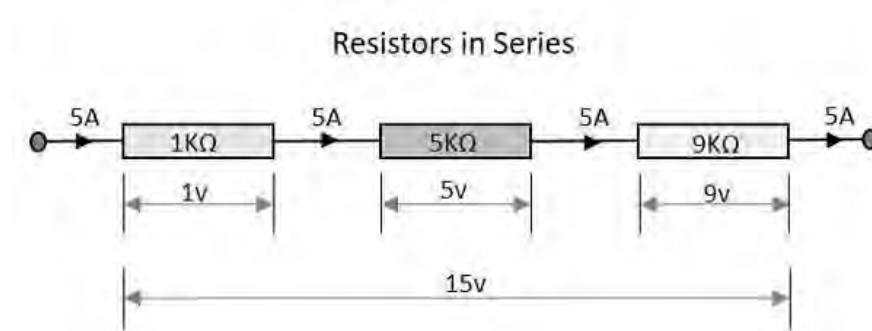 Resistors in Series
5A 5A 5A 5A
1KΩ 5KΩ 9KΩ
1v 5v 9v
15v